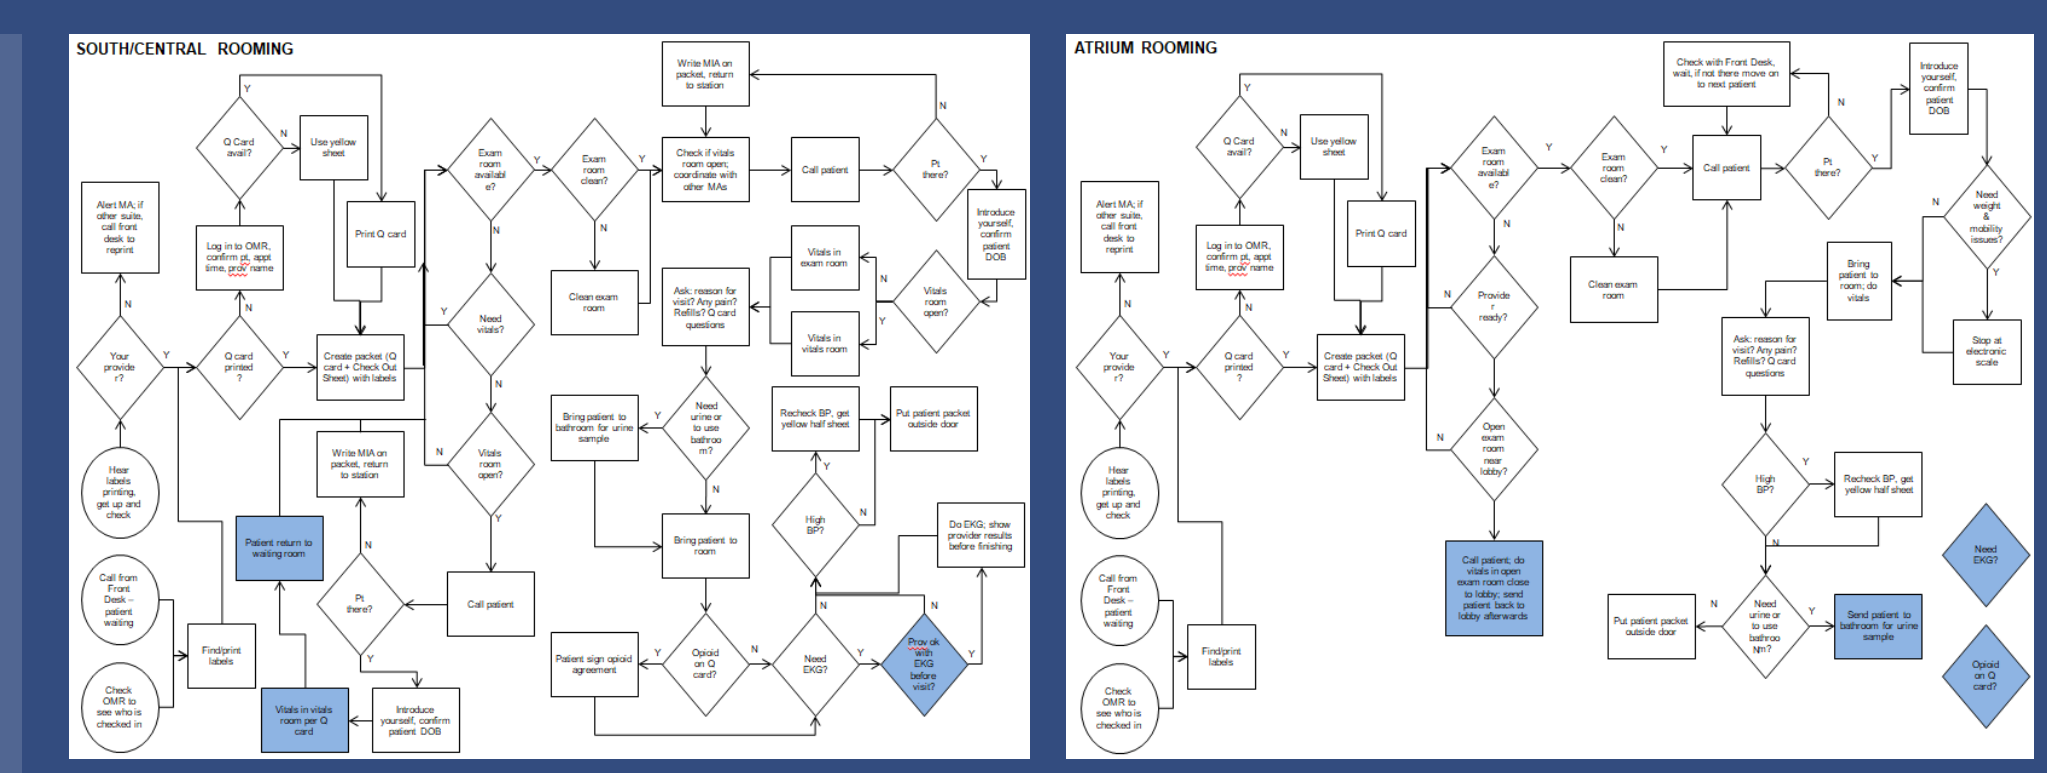 SOUTH/CENTRAL ROOMING
Write MIA on
packet, return
to station
Y
N
Q Card
avail?
N
Use yellow
sheet
Exam
room
availabl
e?
Y
Exam
room
clean?
Y
Check if vitals
room open;
coordinate with
other MAs
Call patient
Pt
there?
Y
Alert MA; if
other suite,
call front
desk to
reprint
Print Q card
Introduce
yourself,
confirm
patient
DOB
Log in to OMR,
confirm pt, appt
time, prov name
N
N
Vitals in
exam room
N
N
Clean exam
room
Ask: reason for
visit? Any pain?
Refills? Q card
questions
N
Vitals
room
open?
Y
Y
Need
vitals?
Vitals in
vitals room
Your
provide
r?
Y
Q card
printed
?
Y
Create packet (Q
card + Check Out
Sheet) with labels
N
Bring patient to
bathroom for urine
sample
Y
Need
urine or
to use
bathroo
m?
Recheck BP, get
yellow half sheet
Put patient packet
outside door
Write MIA on
packet, return
to station
N
Vitals
room
open?
Y
N
Hear
labels
printing,
get up and
check
Y
High
BP?
N
Do EKG; show
provider results
before finishing
Patient return to
waiting room
N
Bring patient to
room
Call from
Front
Desk –
patient
waiting
Pt
there?
Call patient
N
N
Find/print
labels
Y
Patient sign opioid
agreement
Y
Opioid
on Q
card?
N
Need
EKG?
Y
Prov ok
with
EKG
before
visit?
Y
Check
OMR to
see who is
checked in
Vitals in vitals
room per Q
card
Introduce
yourself, confirm
patient DOB
ATRIUM ROOMING
Check with Front Desk,
wait, if not there move on
to next patient
Introduce
yourself,
confirm
patient
DOB
Y
N
Q Card
avail?
N
Use yellow
sheet
Exam
room
availabl
e?
Y
Exam
room
clean?
Y
Call patient
Pt
there?
Y
Alert MA; if
other suite,
call front
desk to
reprint
Print Q card
N
Need
weight
&
mobility
issues?
Log in to OMR,
confirm pt, appt
time, prov name
N
N
Bring
patient to
room; do
vitals
Y
N
N
N
Provide
r
ready?
Clean exam
room
Your
provide
r?
Y
Q card
printed
?
Y
Create packet (Q
card + Check Out
Sheet) with labels
Ask: reason for
visit? Any pain?
Refills? Q card
questions
Stop at
electronic
scale
N
Open
exam
room
near
lobby?
Hear
labels
printing,
get up and
check
High
BP?
Y
Recheck BP, get
yellow half sheet
N
Need
EKG?
Call from
Front
Desk –
patient
waiting
Call patient; do
vitals in open
exam room close
to lobby; send
patient back to
lobby afterwards
Find/print
labels
Put patient packet
outside door
N
Need
urine or
to use
bathroo
m?
N
Y
Send patient to
bathroom for urine
sample
Check
OMR to
see who is
checked in
Opioid
on Q
card?